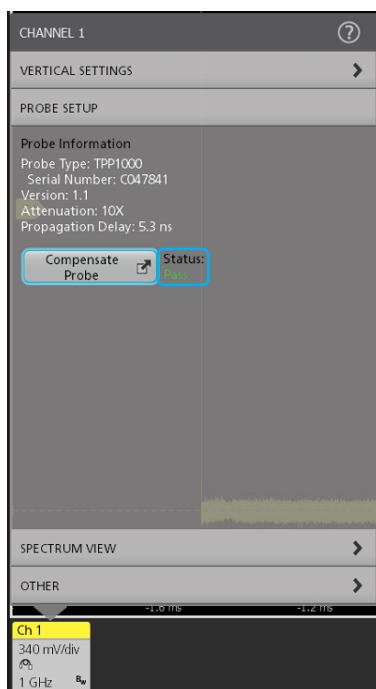 CHANNEL 1
?
VERTICAL SETTINGS
PROBE SETUP
Probe Information
Probe Type: TPP1000
Serial Number: C047841
Version: 1.1
Attenuation: 10X
Propagation Delay: 5.3 ns
Compensate
Probe
Status:
Pass
SPECTRUM VIEW
OTHER
-1.6 ms
-1.2 ms
Ch 1
340 mV/div
1 GHz
Bw